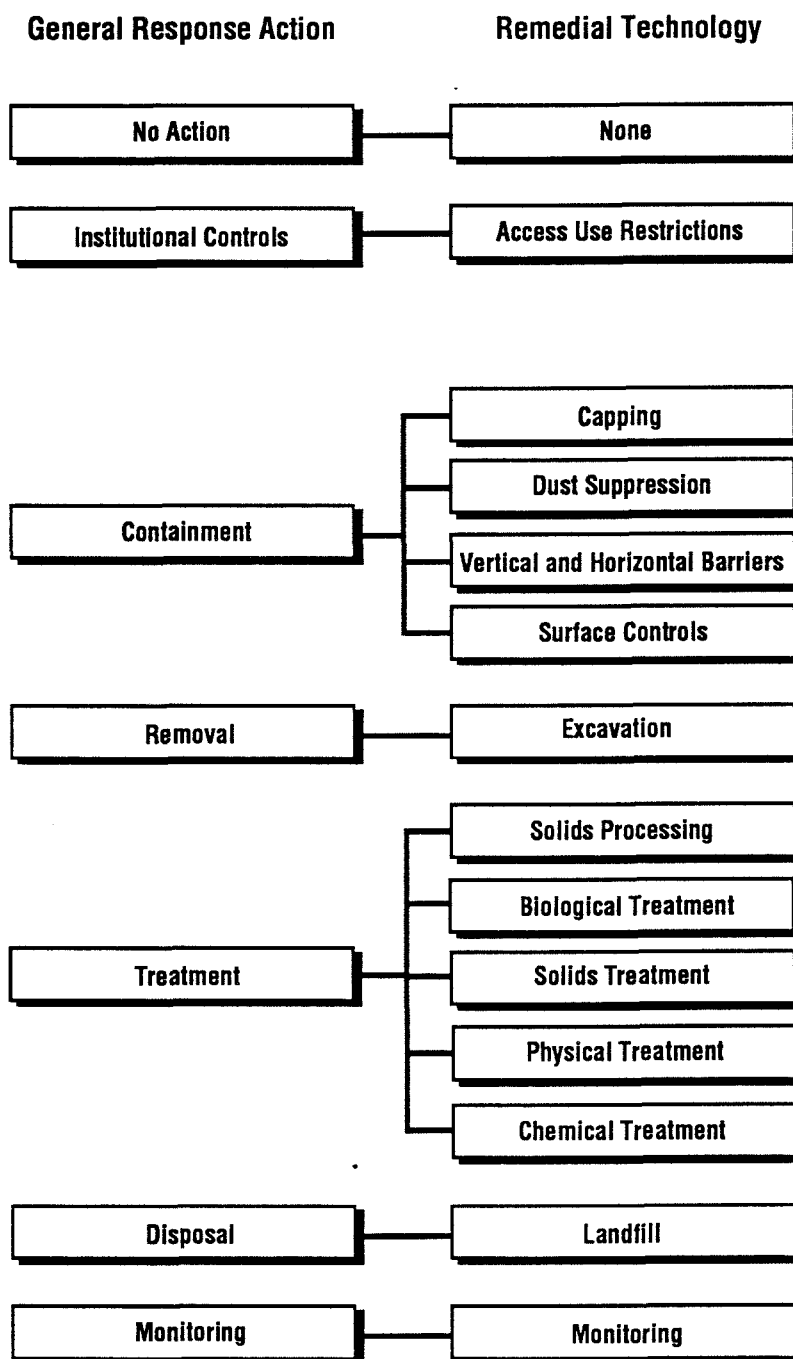 General Response Action
Remedial Technology
No Action
None
Institutional Controls
Access Use Restrictions
Containment
Capping
Dust Suppression
Vertical and Horizontal Barriers
Surface Controls
Removal
Excavation
Treatment
Solids Processing
Biological Treatment
Solids Treatment
Physical Treatment
Chemical Treatment
Disposal
Landfill
Monitoring
Monitoring